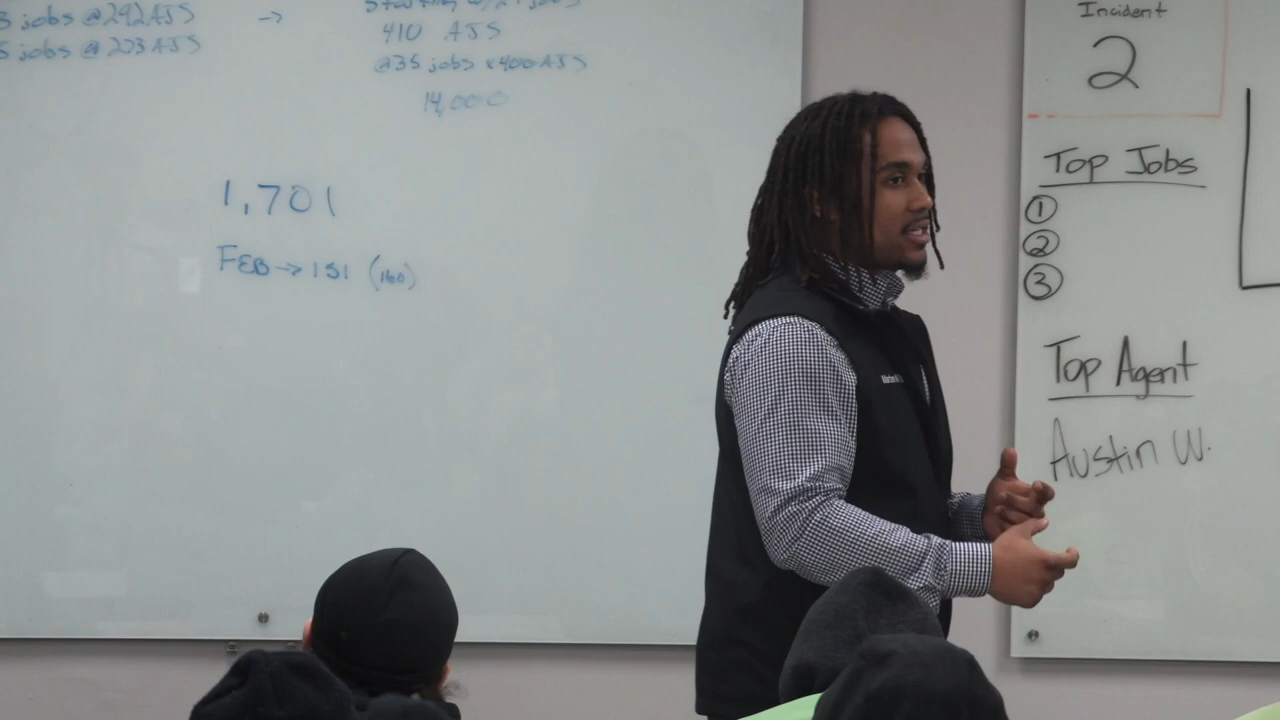 jobs @ 292 AJS →
jobs @ 203 AJS
410 AJS
@35 jobs x 400 AJS
14,000
1,701
FEB → 151 (160)
Incident
2
Top Jobs
1
2
3
Top Agent
Austin W.